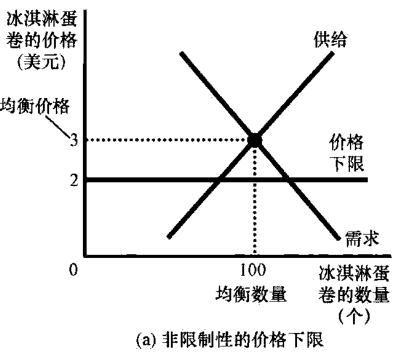 冰淇淋蛋
卷的价格
(美元)
供给
均衡价格
3
价格
下限
2
需求
0
100
均衡数量
冰淇淋蛋
卷的数量
(个)
(a) 非限制性的价格下限